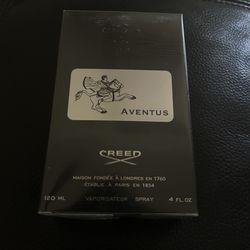 AVENTUS
CREED
MAISON FONDÉE À LONDRES EN 1760
ÉTABLIE À PARIS EN 1854
120 ML VAPORISATEUR SPRAY 4 FL.OZ